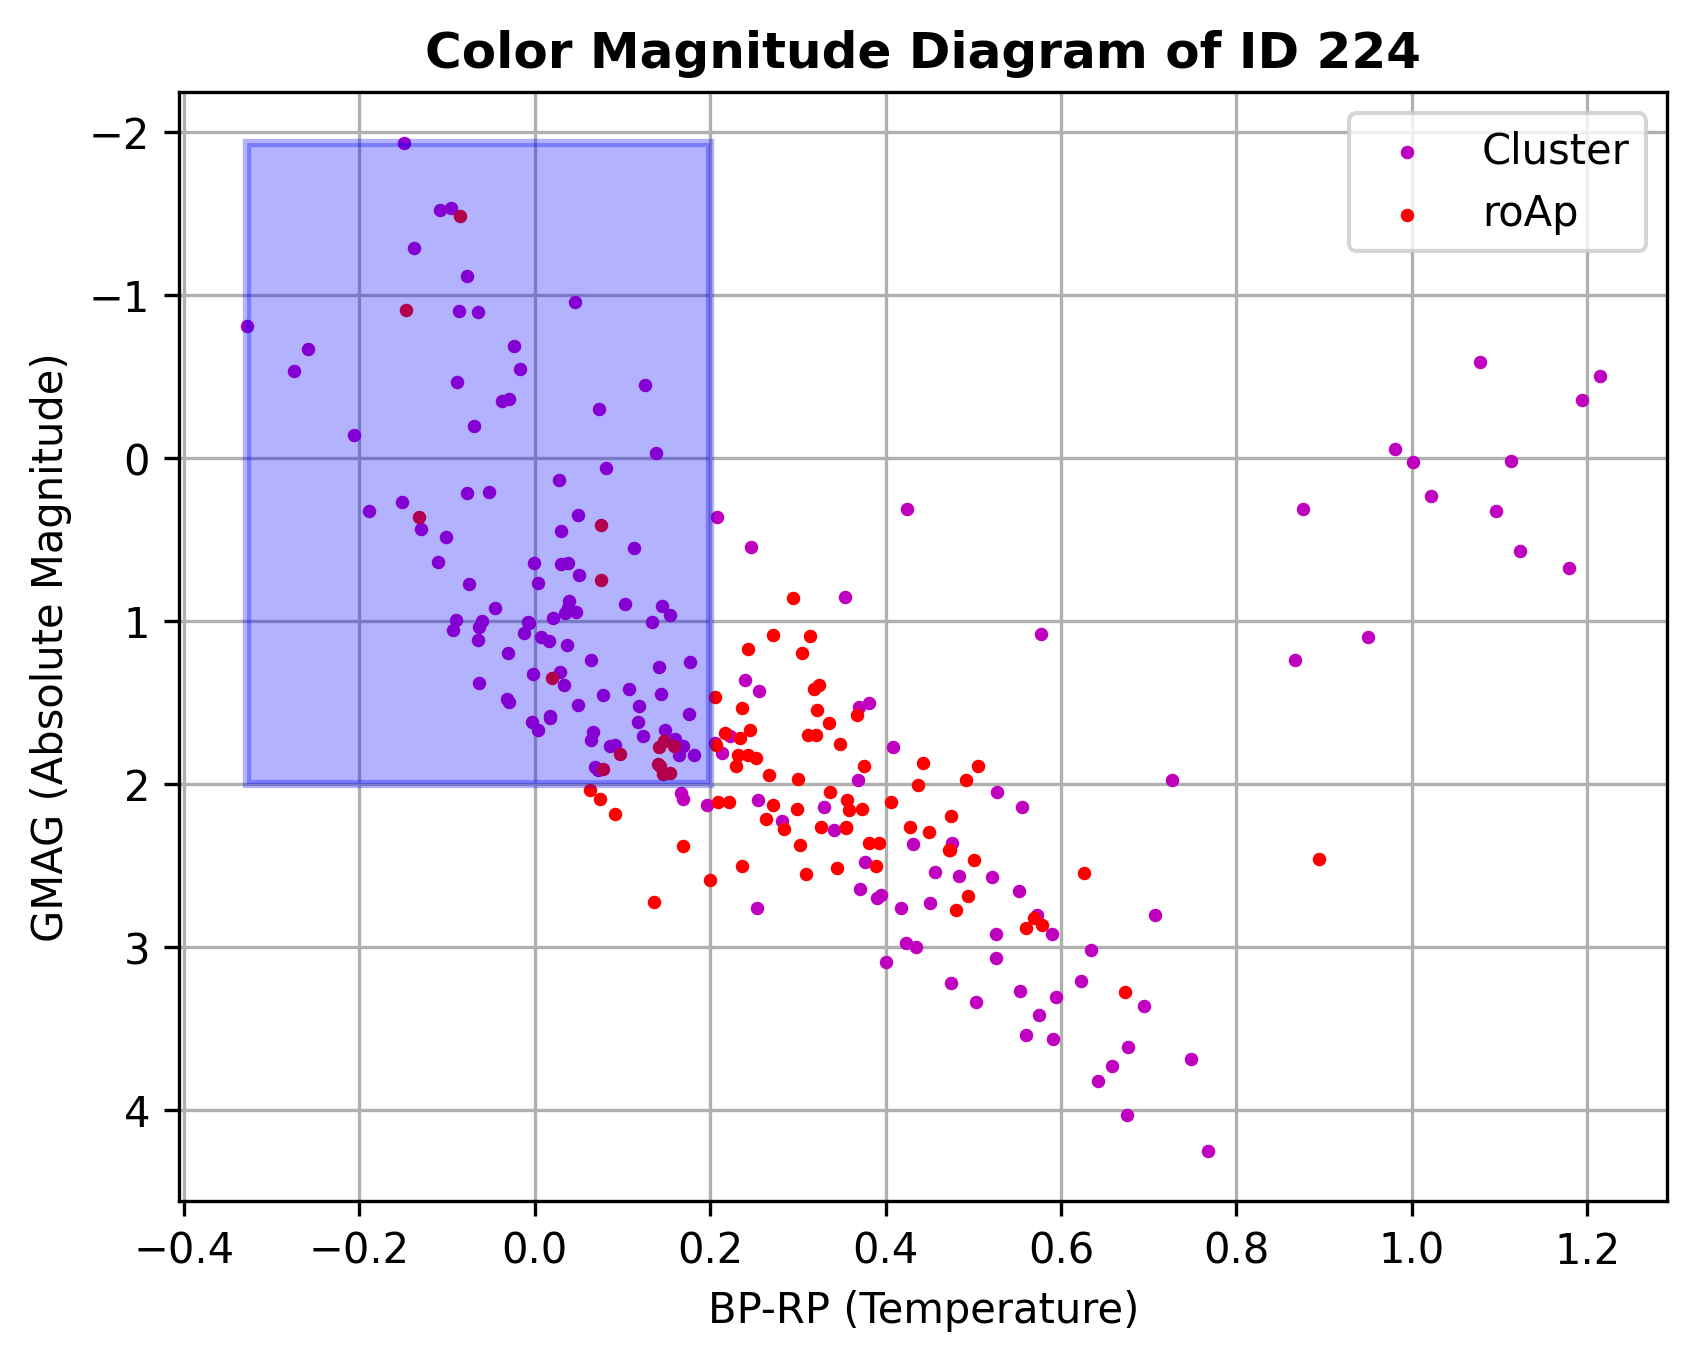 Color Magnitude Diagram of ID 224
Cluster
roAp
GMAG (Absolute Magnitude)
−2
−1
0
1
2
3
4
−0.4 −0.2 0.0 0.2 0.4 0.6 0.8 1.0 1.2
BP-RP (Temperature)